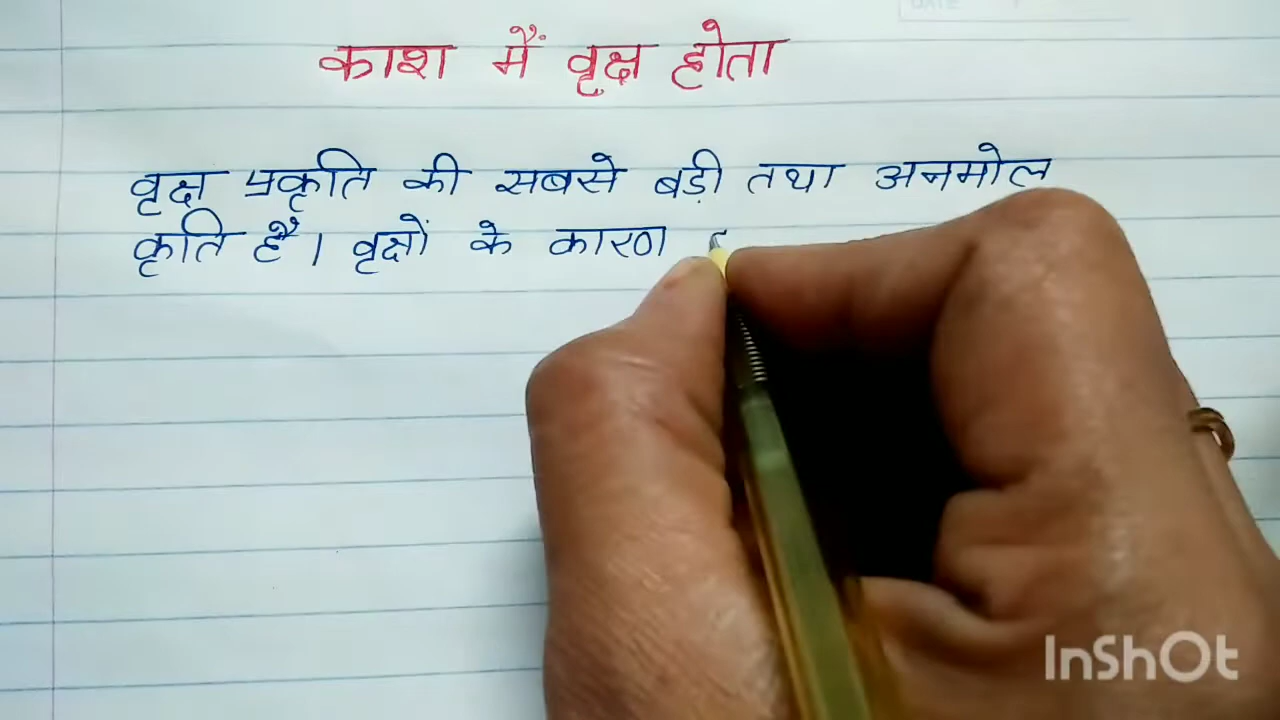 काश मैं वृक्ष होता
वृक्ष प्रकृति की सबसे बड़ी तथा अनमोल
कृति है। वृक्षों के कारण
InShOt